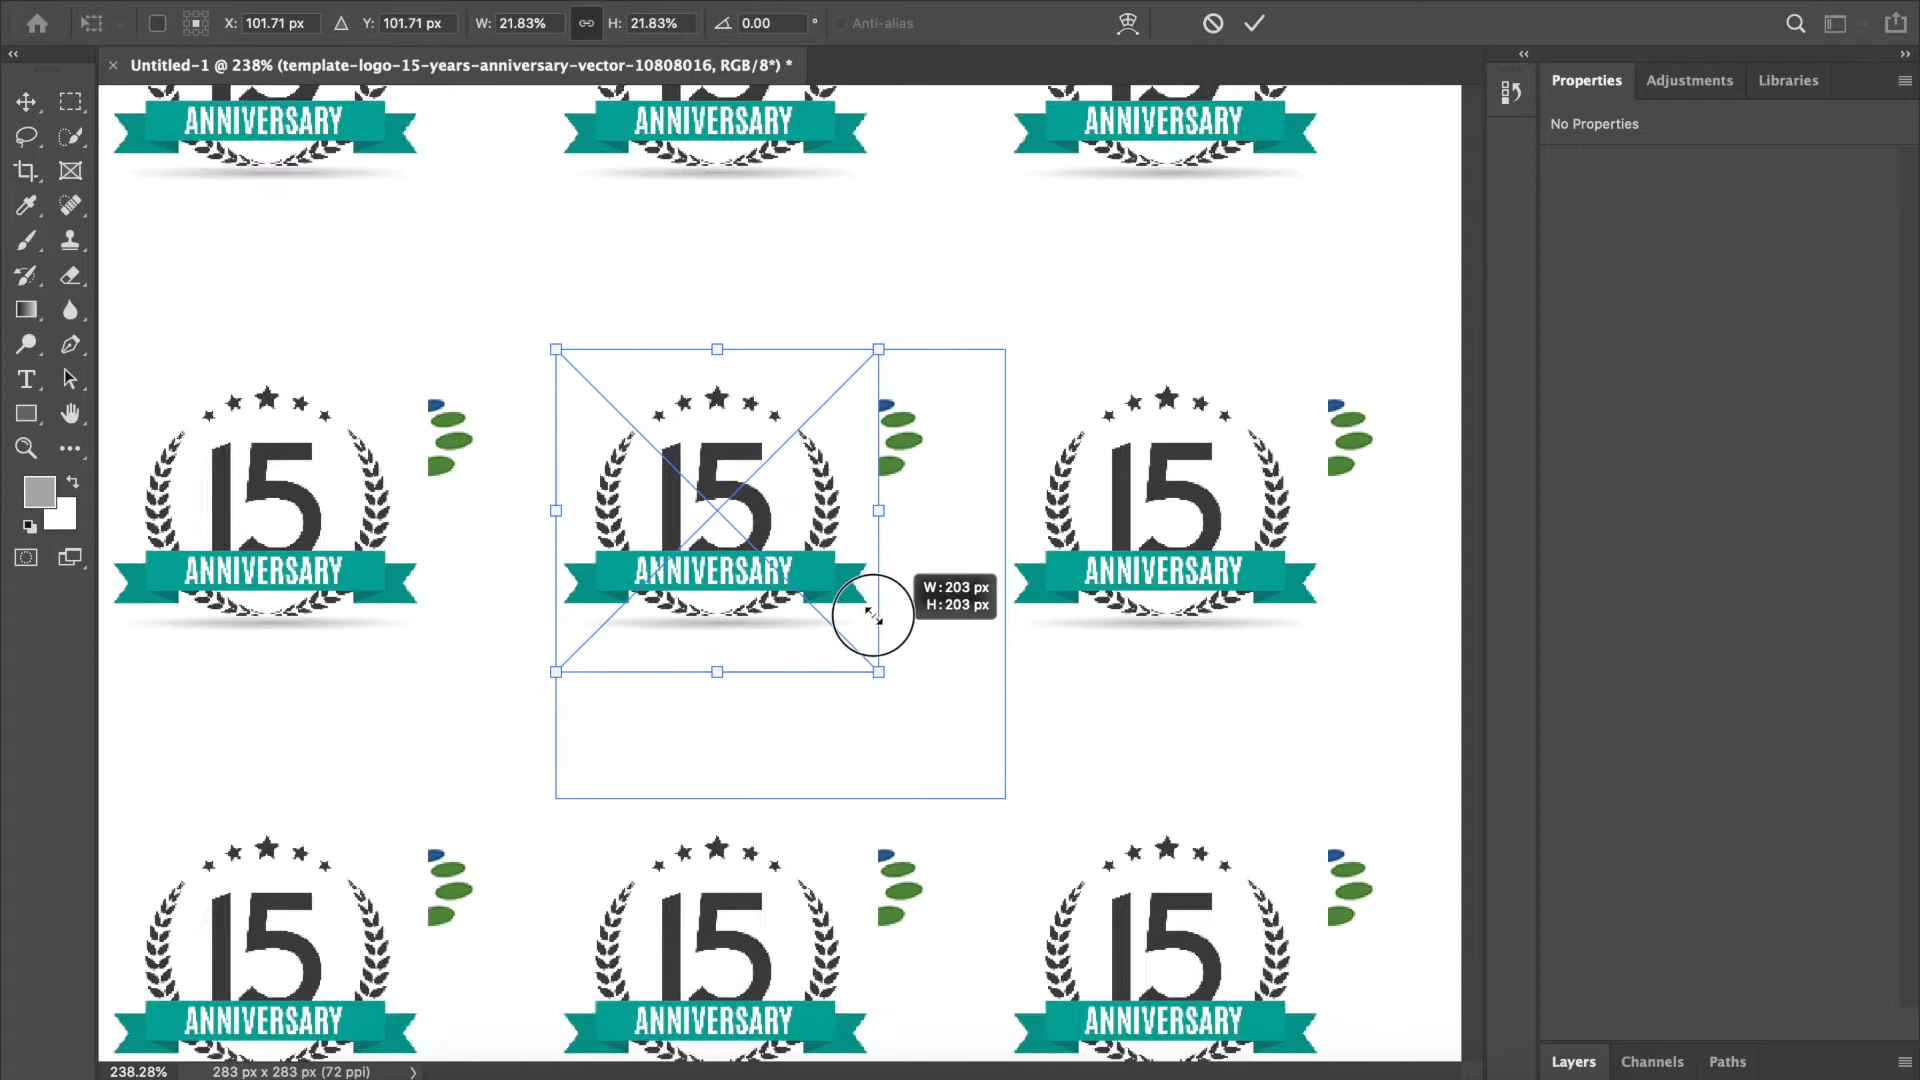 X: 101.71 px Y: 101.71 px W: 21.83% H: 21.83% 0.00 ° Anti-alias
Untitled-1 @ 238% (template-logo-15-years-anniversary-vector-10808016, RGB/8*) *
Properties Adjustments Libraries
No Properties
ANNIVERSARY ANNIVERSARY ANNIVERSARY
15 15 15
ANNIVERSARY ANNIVERSARY ANNIVERSARY
W: 203 px
H: 203 px
15 15 15
ANNIVERSARY ANNIVERSARY ANNIVERSARY
238.28% 283 px x 283 px (72 ppi)
Layers Channels Paths